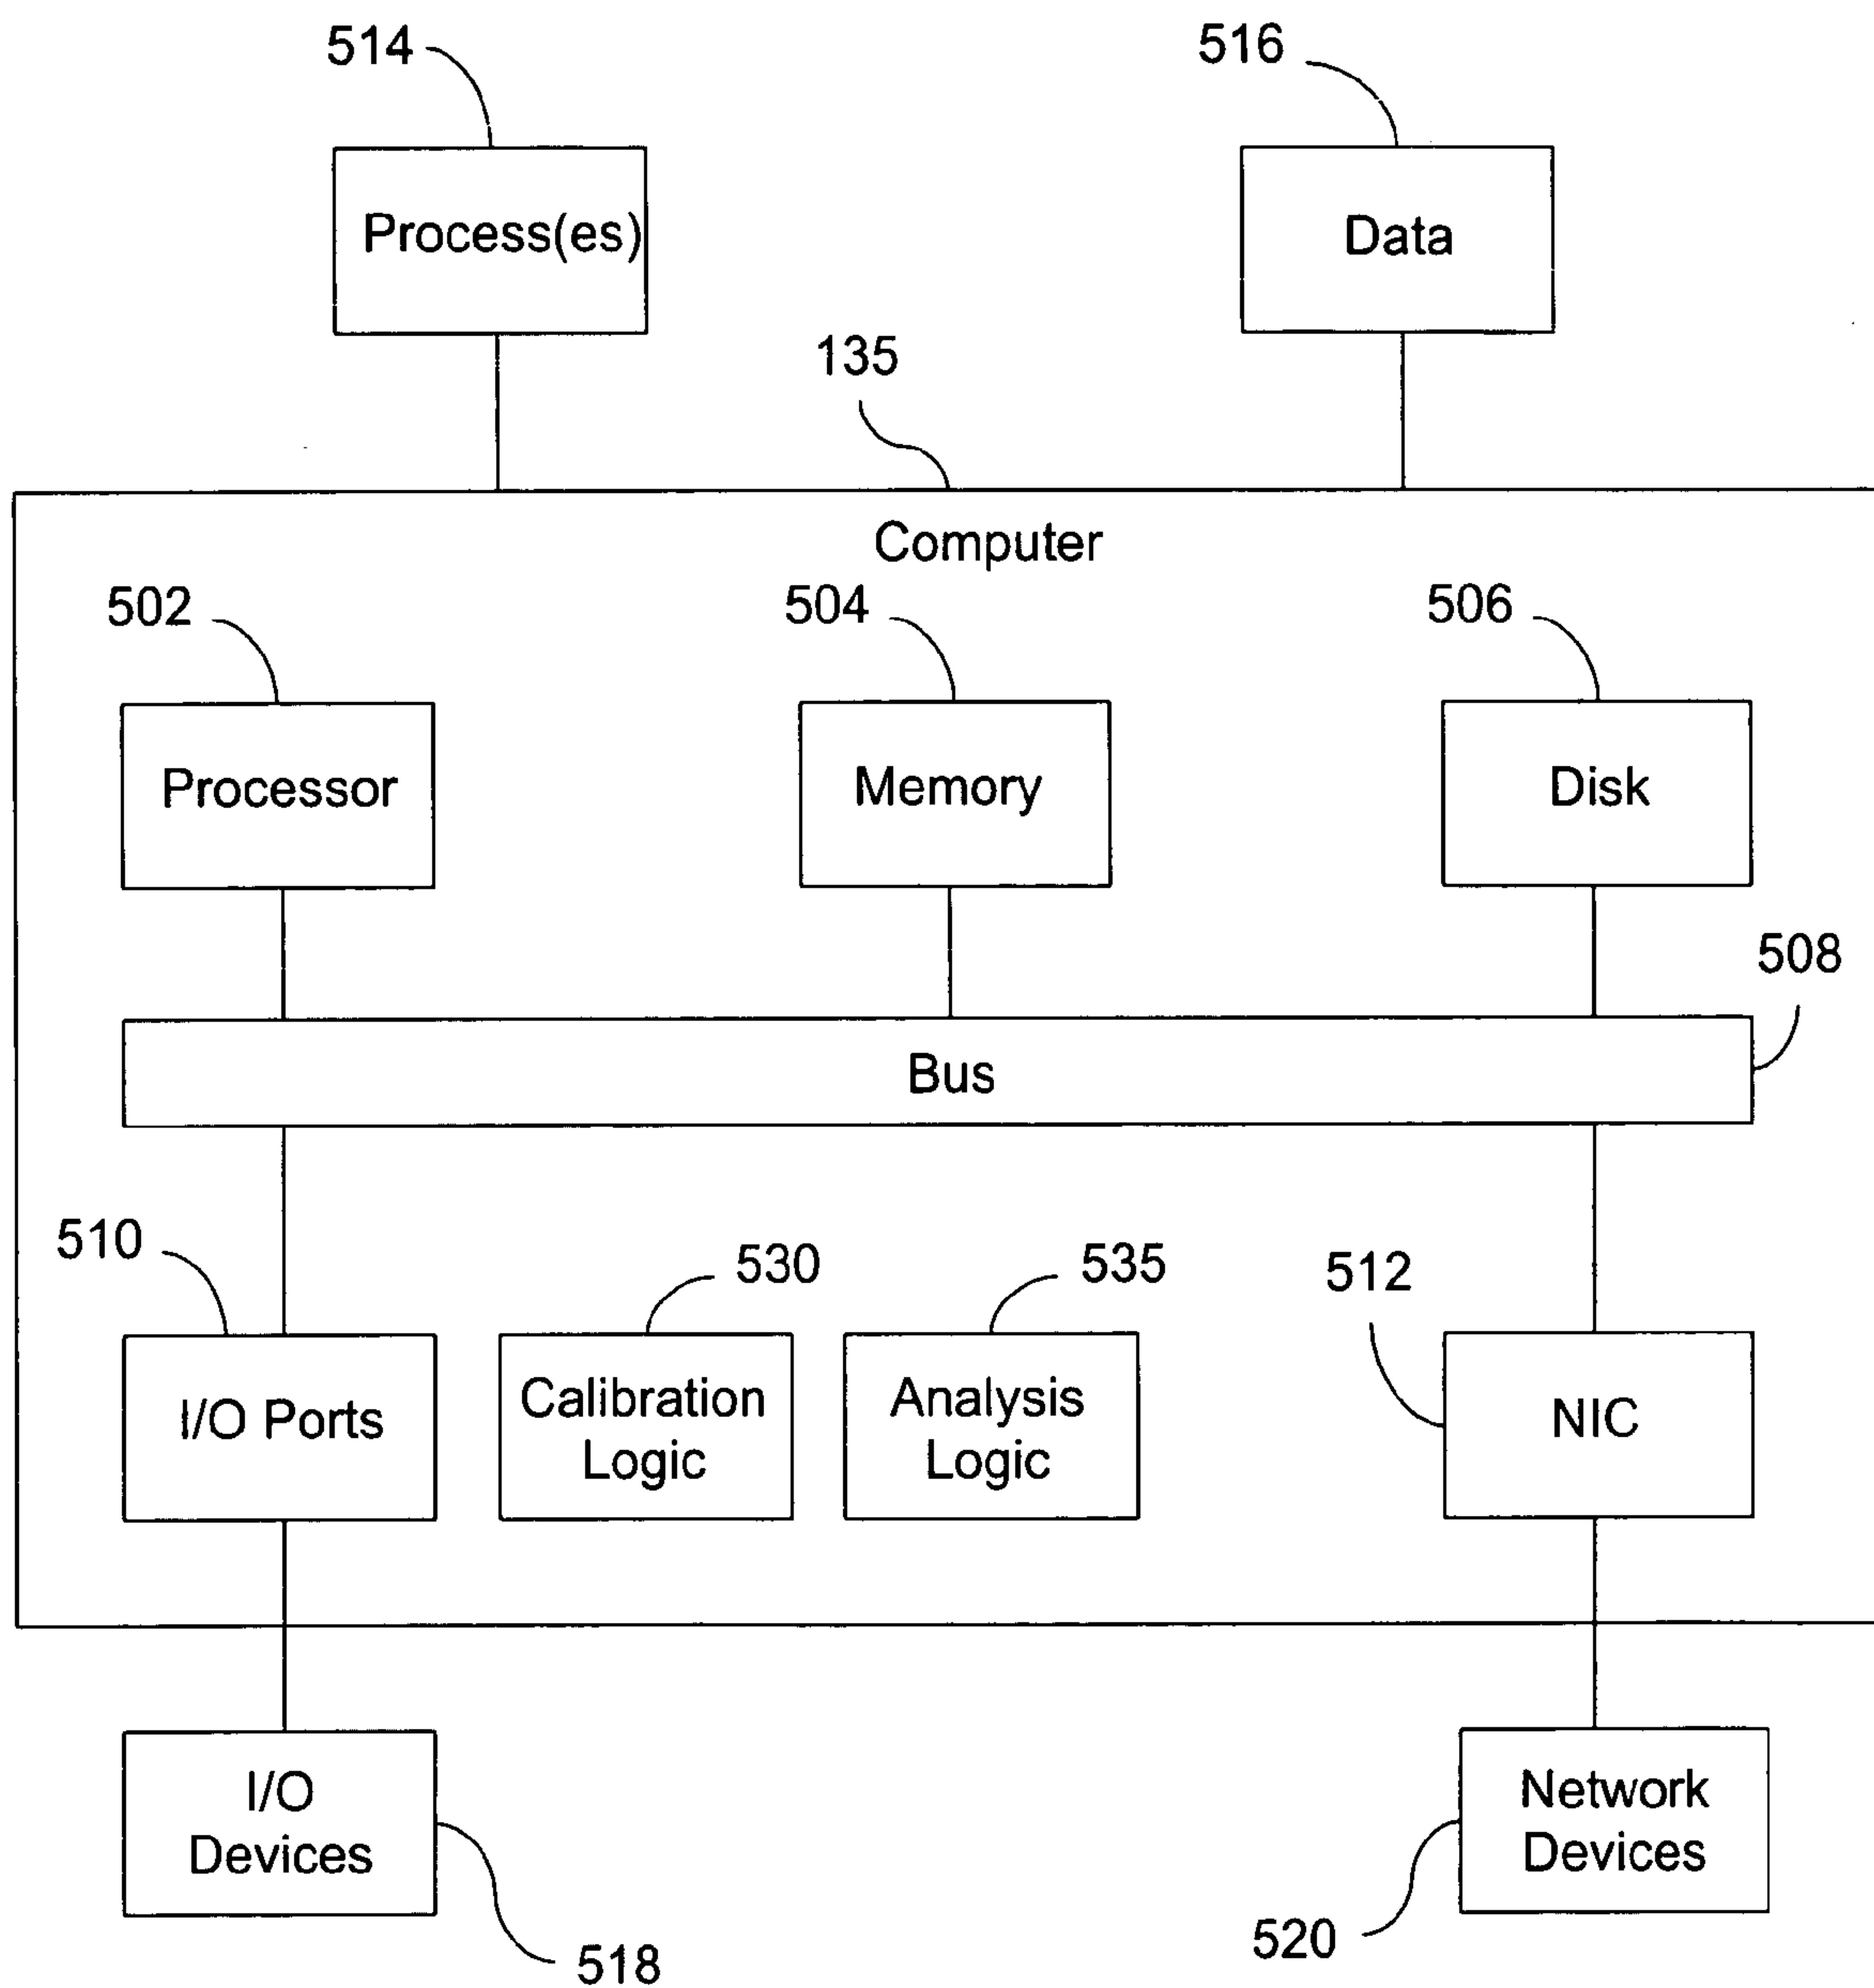 514
516
Process(es)
Data
135
Computer
502
504
506
Processor
Memory
Disk
508
Bus
510
530
535
512
I/O Ports
Calibration
Logic
Analysis
Logic
NIC
I/O
Devices
Network
Devices
518
520